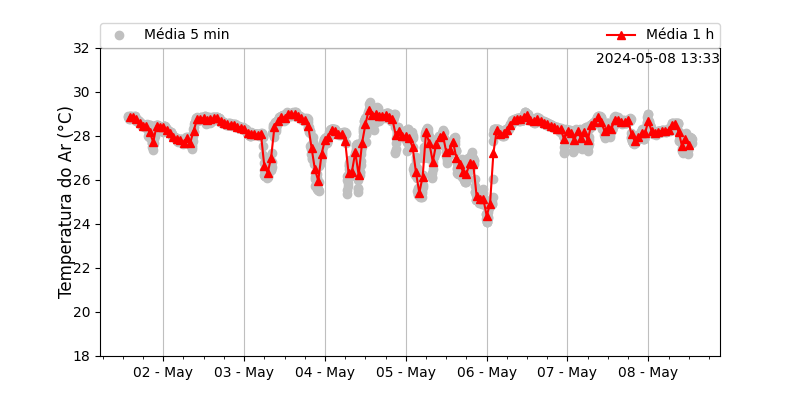 Média 5 min
Média 1 h
2024-05-08 13:33
Temperatura do Ar (°C)
32
30
28
26
24
22
20
18
02 - May
03 - May
04 - May
05 - May
06 - May
07 - May
08 - May